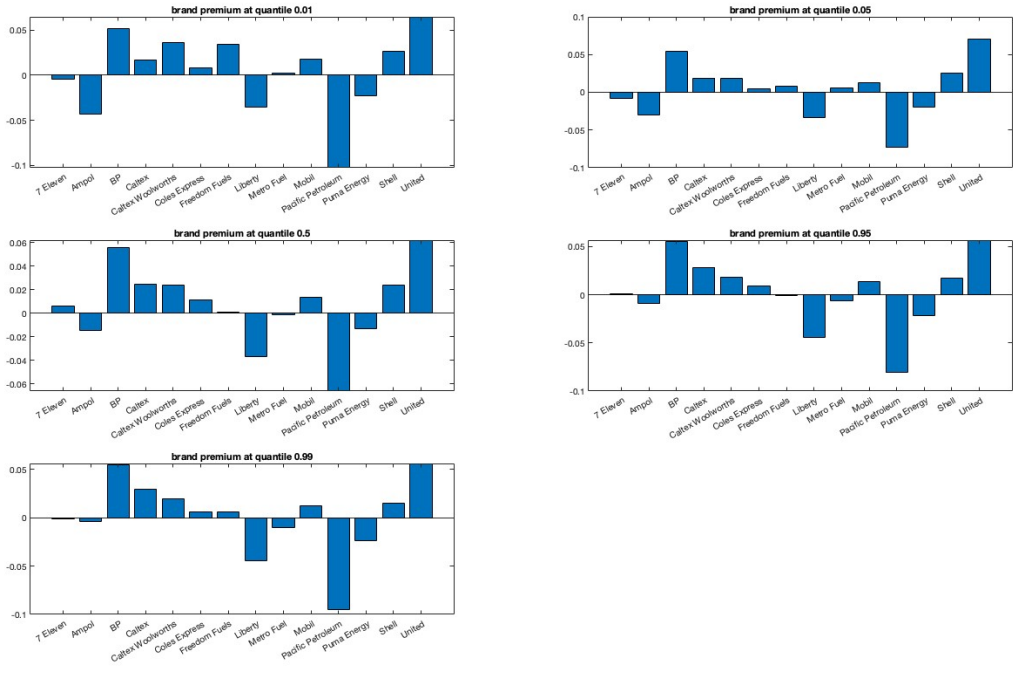 brand premium at quantile 0.01
0.05
0
-0.05
-0.1
7 Eleven
Ampol
BP
Caltex
Caltex Woolworths
Coles Express
Freedom Fuels
Liberty
Metro Fuel
Mobil
Pacific Petroleum
Puma Energy
Shell
United
brand premium at quantile 0.05
0.1
0.05
0
-0.05
-0.1
7 Eleven
Ampol
BP
Caltex
Caltex Woolworths
Coles Express
Freedom Fuels
Liberty
Metro Fuel
Mobil
Pacific Petroleum
Puma Energy
Shell
United
brand premium at quantile 0.5
0.06
0.04
0.02
0
-0.02
-0.04
-0.06
7 Eleven
Ampol
BP
Caltex
Caltex Woolworths
Coles Express
Freedom Fuels
Liberty
Metro Fuel
Mobil
Pacific Petroleum
Puma Energy
Shell
United
brand premium at quantile 0.95
0.05
0
-0.05
-0.1
7 Eleven
Ampol
BP
Caltex
Caltex Woolworths
Coles Express
Freedom Fuels
Liberty
Metro Fuel
Mobil
Pacific Petroleum
Puma Energy
Shell
United
brand premium at quantile 0.99
0.05
0
-0.05
-0.1
7 Eleven
Ampol
BP
Caltex
Caltex Woolworths
Coles Express
Freedom Fuels
Liberty
Metro Fuel
Mobil
Pacific Petroleum
Puma Energy
Shell
United